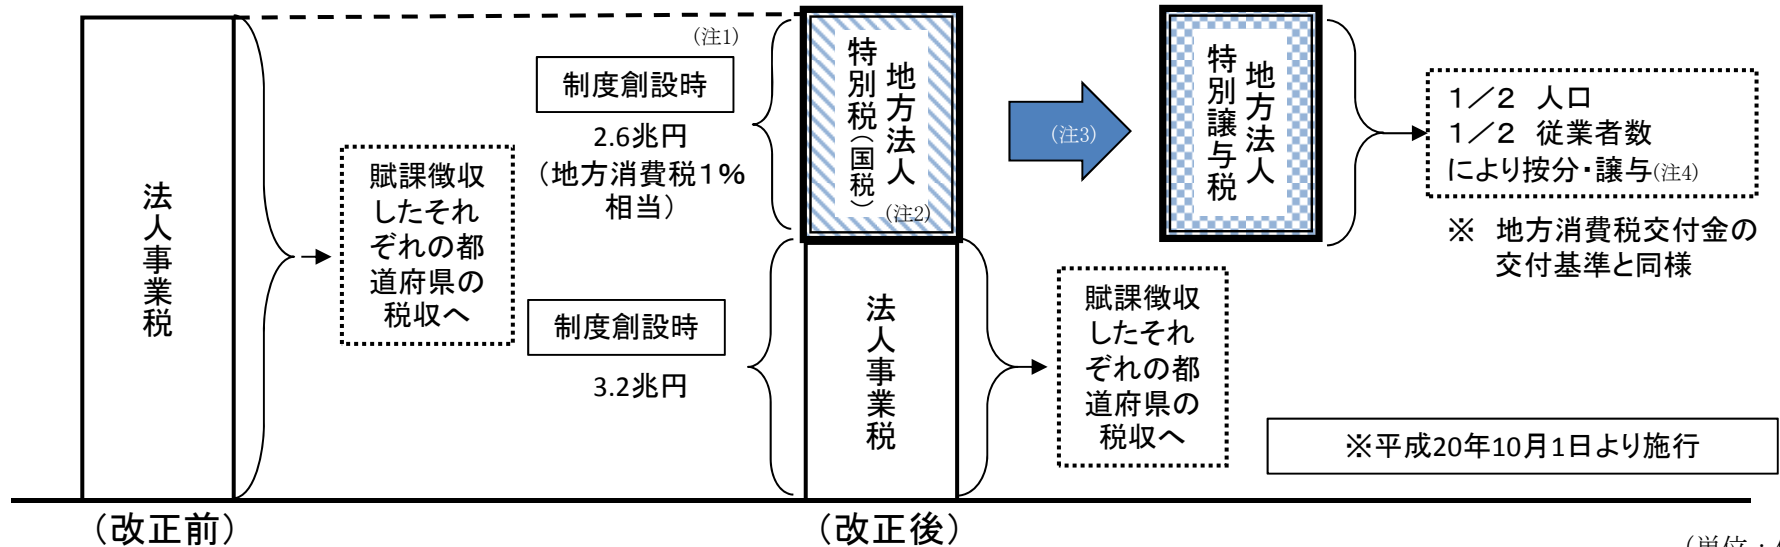 法人事業税
賦課徴収
したそれ
ぞれの都
道府県の
税収へ
(注1)
制度創設時
2.6兆円
（地方消費税１％
相当）
制度創設時
3.2兆円
地方法人
特別税（国税）
(注2)
法人事業税
(注3)
地方法人
特別譲与税
１／２　人口
１／２　従業者数
により按分・譲与(注4)
※　地方消費税交付金の
交付基準と同様
賦課徴収
したそれ
ぞれの都
道府県の
税収へ
※平成20年10月1日より施行
（改正前）
（改正後）
（単位：